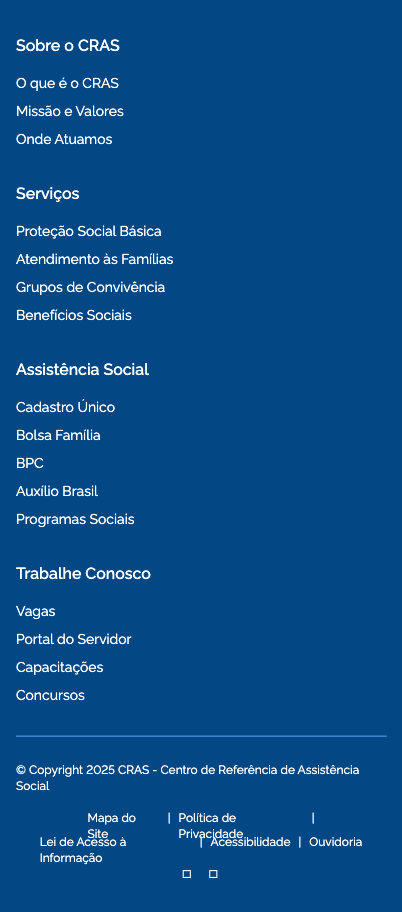 Sobre o CRAS
O que é o CRAS
Missão e Valores
Onde Atuamos
Serviços
Proteção Social Básica
Atendimento às Famílias
Grupos de Convivência
Benefícios Sociais
Assistência Social
Cadastro Único
Bolsa Família
BPC
Auxílio Brasil
Programas Sociais
Trabalhe Conosco
Vagas
Portal do Servidor
Capacitações
Concursos
© Copyright 2025 CRAS - Centro de Referência de Assistência
Social
Mapa do Site | Política de Privacidade |
Lei de Acesso à Informação | Acessibilidade | Ouvidoria